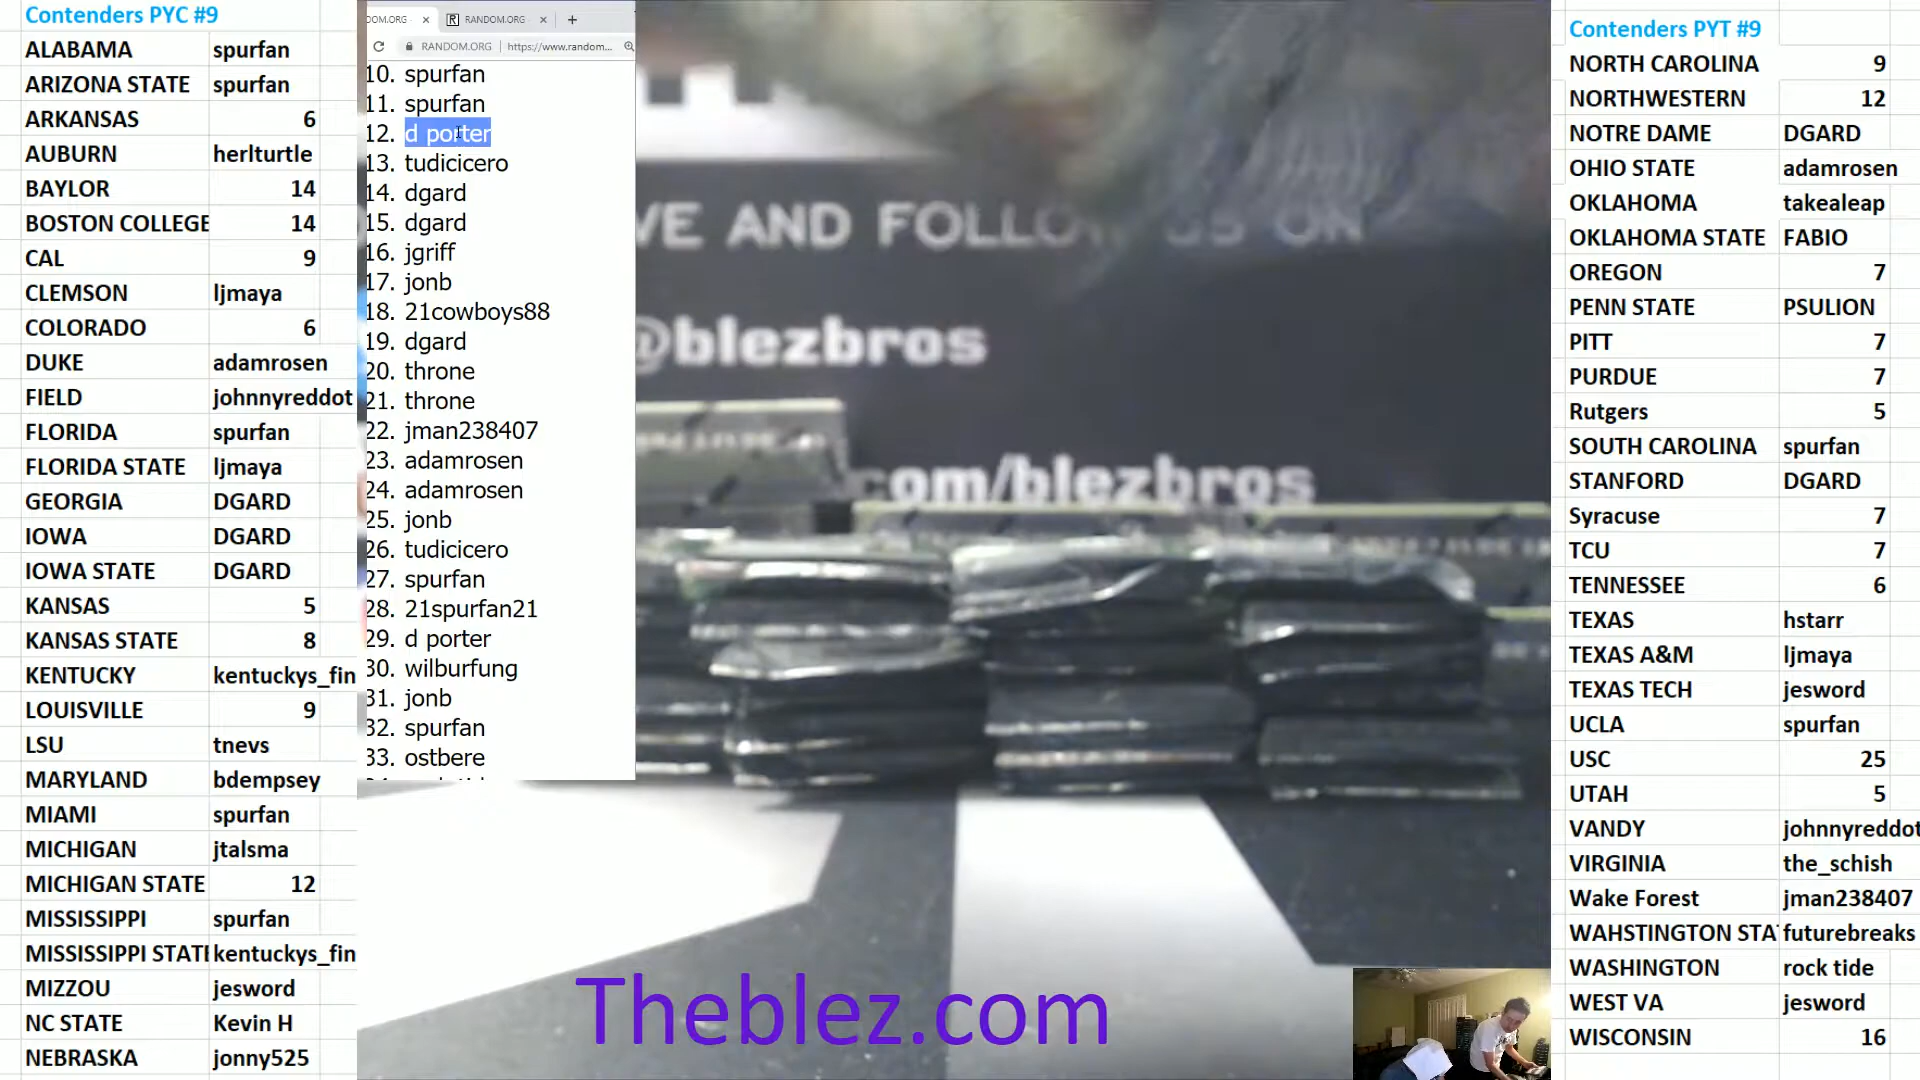 Contenders PYC #9
ALABAMA spurfan
ARIZONA STATE spurfan
ARKANSAS 6
AUBURN herlturtle
BAYLOR 14
BOSTON COLLEGE 14
CAL 9
CLEMSON ljmaya
COLORADO 6
DUKE adamrosen
FIELD johnnyreddot
FLORIDA spurfan
FLORIDA STATE ljmaya
GEORGIA DGARD
IOWA DGARD
IOWA STATE DGARD
KANSAS 5
KANSAS STATE 8
KENTUCKY kentuckys_fin
LOUISVILLE 9
LSU tnevs
MARYLAND bdempsey
MIAMI spurfan
MICHIGAN jtalsma
MICHIGAN STATE 12
MISSISSIPPI spurfan
MISSISSIPPI STATE kentuckys_fin
MIZZOU jesword
NC STATE Kevin H
NEBRASKA jonny525
DOM.ORG RANDOM.ORG
RANDOM.ORG https://www.random...
10. spurfan
11. spurfan
12. d porter
13. tudicicero
14. dgard
15. dgard
16. jgriff
17. jonb
18. 21cowboys88
19. dgard
20. throne
21. throne
22. jman238407
23. adamrosen
24. adamrosen
25. jonb
26. tudicicero
27. spurfan
28. 21spurfan21
29. d porter
30. wilburfung
31. jonb
32. spurfan
33. ostbere
VE AND FOLLOW US ON
@blezbros
com/blezbros
Theblez.com
Contenders PYT #9
NORTH CAROLINA 9
NORTHWESTERN 12
NOTRE DAME DGARD
OHIO STATE adamrosen
OKLAHOMA takealeap
OKLAHOMA STATE FABIO
OREGON 7
PENN STATE PSULION
PITT 7
PURDUE 7
Rutgers 5
SOUTH CAROLINA spurfan
STANFORD DGARD
Syracuse 7
TCU 7
TENNESSEE 6
TEXAS hstarr
TEXAS A&M ljmaya
TEXAS TECH jesword
UCLA spurfan
USC 25
UTAH 5
VANDY johnnyreddot
VIRGINIA the_schish
Wake Forest jman238407
WAHSTINGTON STA futurebreaks
WASHINGTON rock tide
WEST VA jesword
WISCONSIN 16